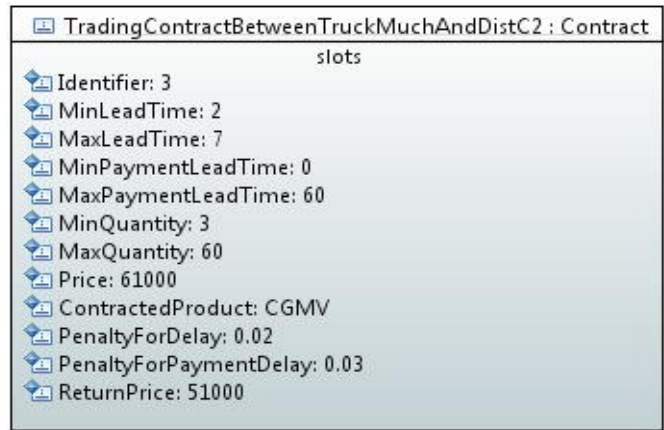 TradingContractBetweenTruckMuchAndDistC2 : Contract
slots
Identifier: 3
MinLeadTime: 2
MaxLeadTime: 7
MinPaymentLeadTime: 0
MaxPaymentLeadTime: 60
MinQuantity: 3
MaxQuantity: 60
Price: 61000
ContractedProduct: CGMV
PenaltyForDelay: 0.02
PenaltyForPaymentDelay: 0.03
ReturnPrice: 51000